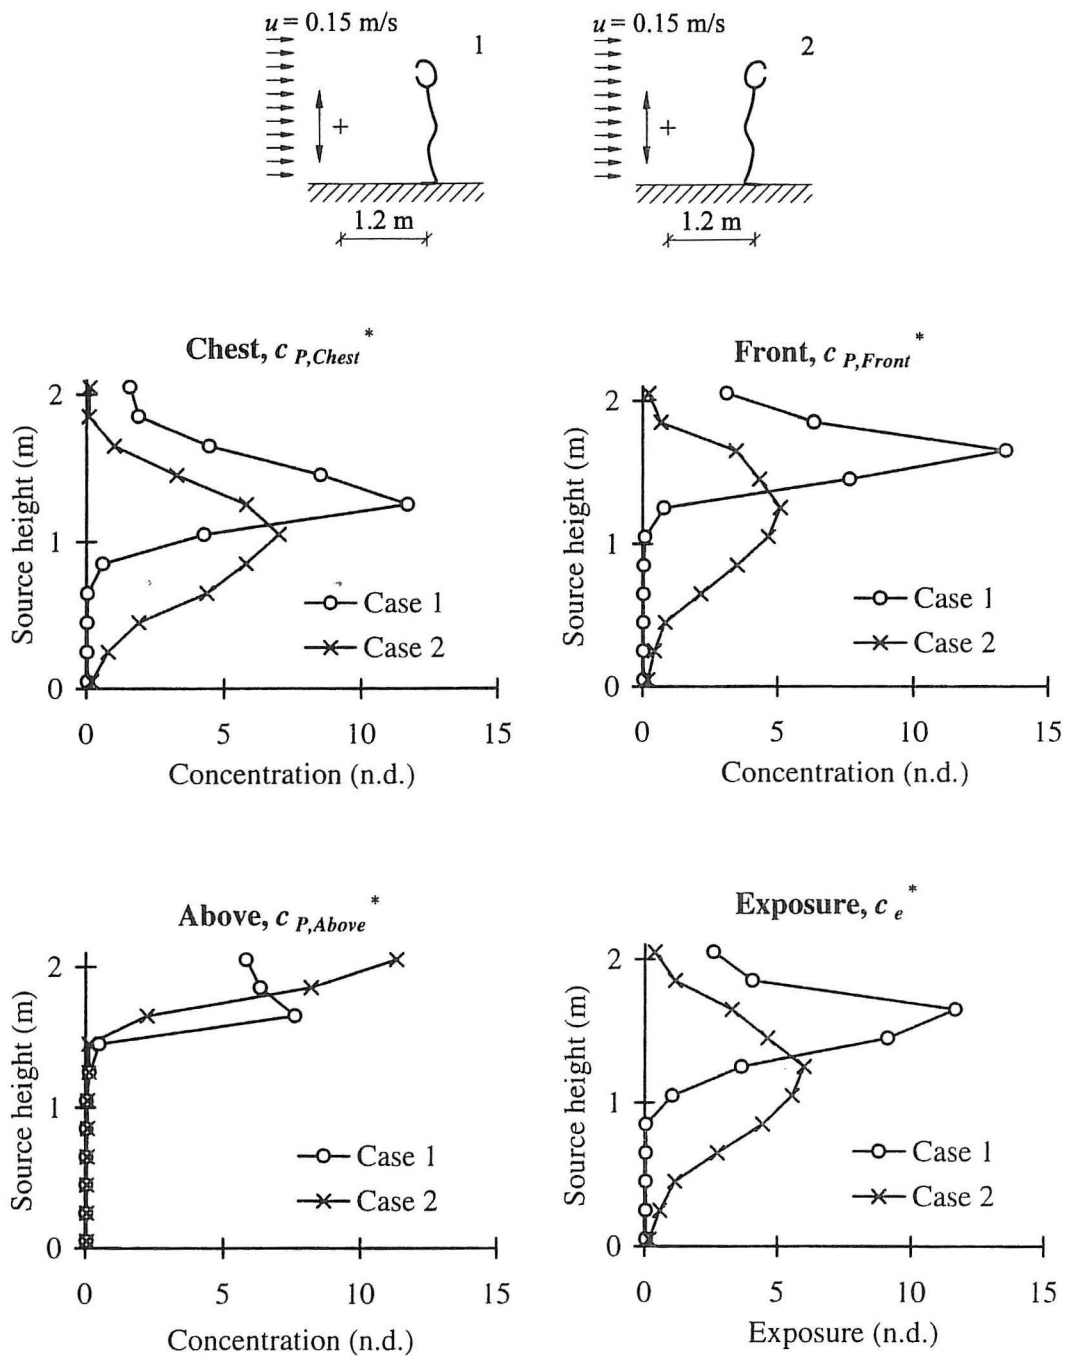 u = 0.15 m/s
1
+
1.2 m
u = 0.15 m/s
2
+
1.2 m
Chest, c P,Chest *
Source height (m)
2
1
0
Case 1
Case 2
0 5 10 15
Concentration (n.d.)
Front, c P,Front *
Source height (m)
2
1
0
Case 1
Case 2
0 5 10 15
Concentration (n.d.)
Above, c P,Above *
Source height (m)
2
1
0
Case 1
Case 2
0 5 10 15
Concentration (n.d.)
Exposure, c e *
Source height (m)
2
1
0
Case 1
Case 2
0 5 10 15
Exposure (n.d.)